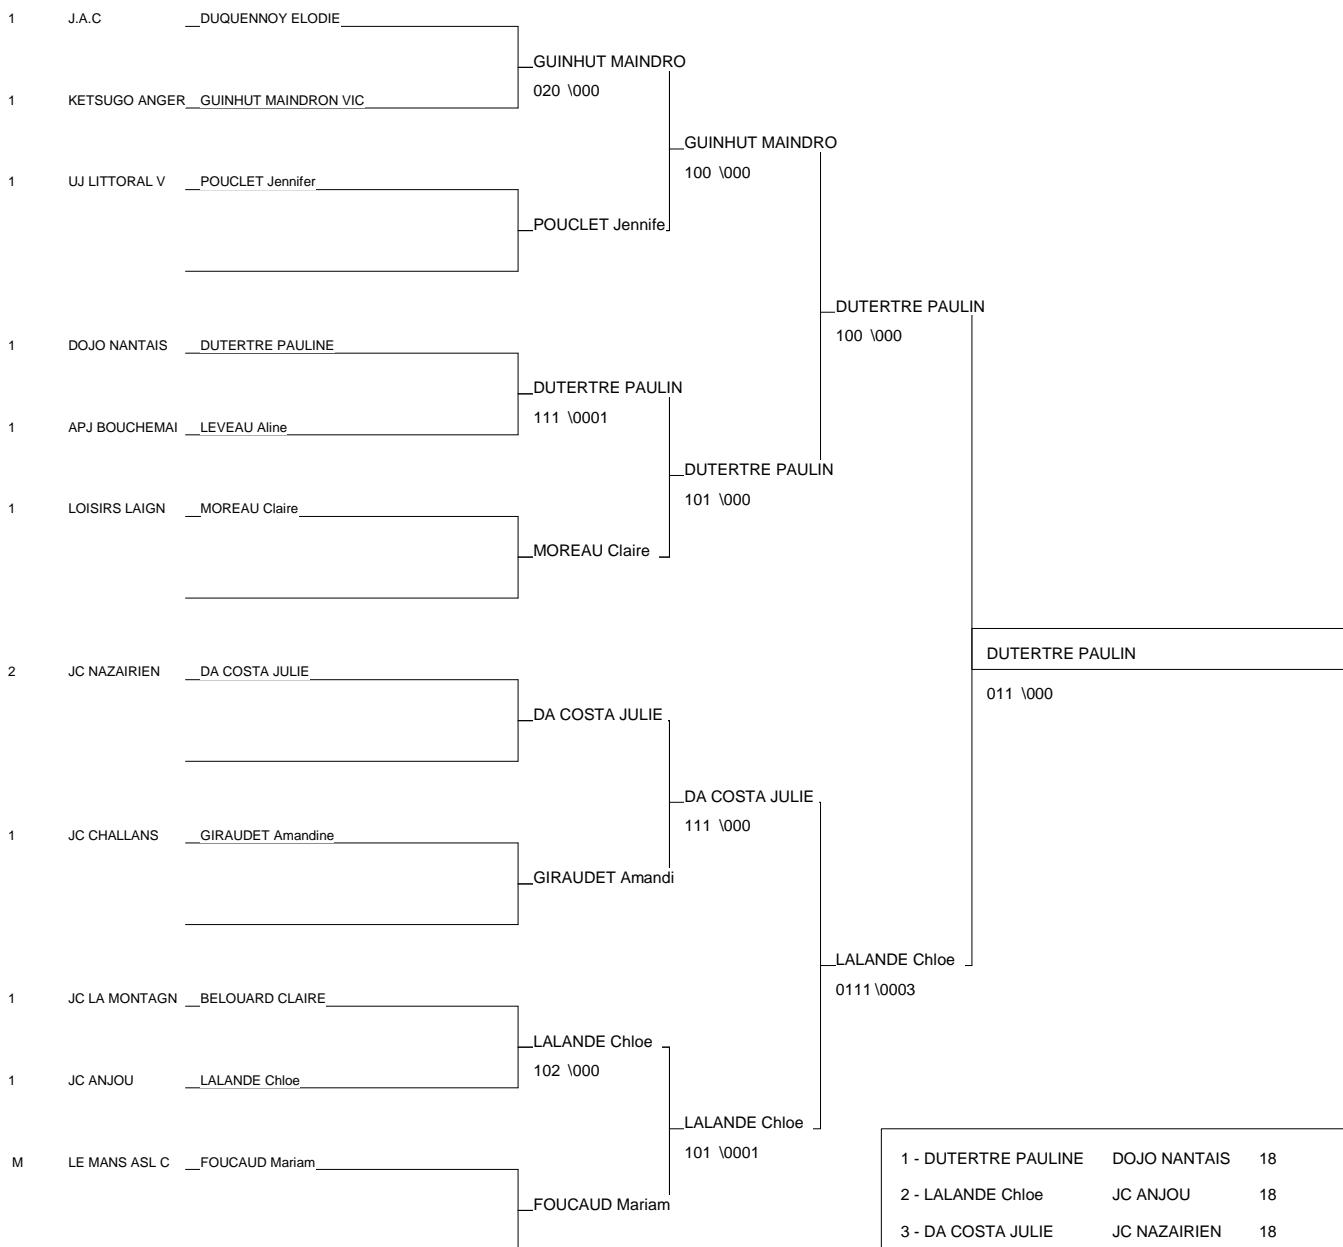 1 J.A.C DUQUENNOY ELODIE
GUINHUT MAINDRO
020 \000
1 KETSUGO ANGER GUINHUT MAINDRON VIC
GUINHUT MAINDRO
100 \000
1 UJ LITTORAL V POUCLET Jennifer
POUCLET Jennife
DUTERTRE PAULIN
100 \000
1 DOJO NANTAIS DUTERTRE PAULINE
DUTERTRE PAULIN
111 \0001
1 APJ BOUCHEMAI LEVEAU Aline
DUTERTRE PAULIN
101 \000
1 LOISIRS LAIGN MOREAU Claire
MOREAU Claire
DUTERTRE PAULIN
011 \000
2 JC NAZAIRIEN DA COSTA JULIE
DA COSTA JULIE
DA COSTA JULIE
111 \000
1 JC CHALLANS GIRAUDET Amandine
GIRAUDET Amandi
LALANDE Chloe
0111 \0003
1 JC LA MONTAGN BELOUARD CLAIRE
LALANDE Chloe
102 \000
1 JC ANJOU LALANDE Chloe
LALANDE Chloe
101 \0001
M LE MANS ASL C FOUCAUD Mariam
FOUCAUD Mariam
1 - DUTERTRE PAULINE DOJO NANTAIS 18
2 - LALANDE Chloe JC ANJOU 18
3 - DA COSTA JULIE JC NAZAIRIEN 18